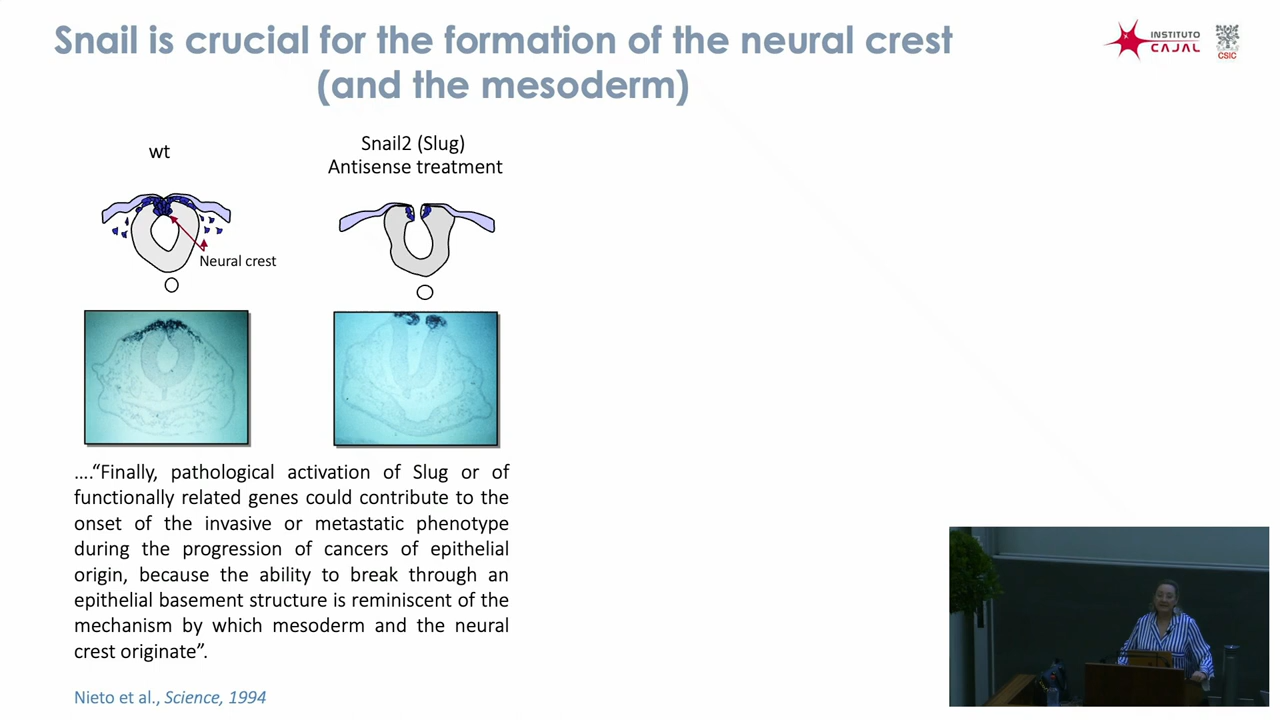 Snail is crucial for the formation of the neural crest
(and the mesoderm)
INSTITUTO
CAJAL
CSIC
wt
Snail2 (Slug)
Antisense treatment
Neural crest
...."Finally, pathological activation of Slug or of
functionally related genes could contribute to the
onset of the invasive or metastatic phenotype
during the progression of cancers of epithelial
origin, because the ability to break through an
epithelial basement structure is reminiscent of the
mechanism by which mesoderm and the neural
crest originate”.
Nieto et al., Science, 1994